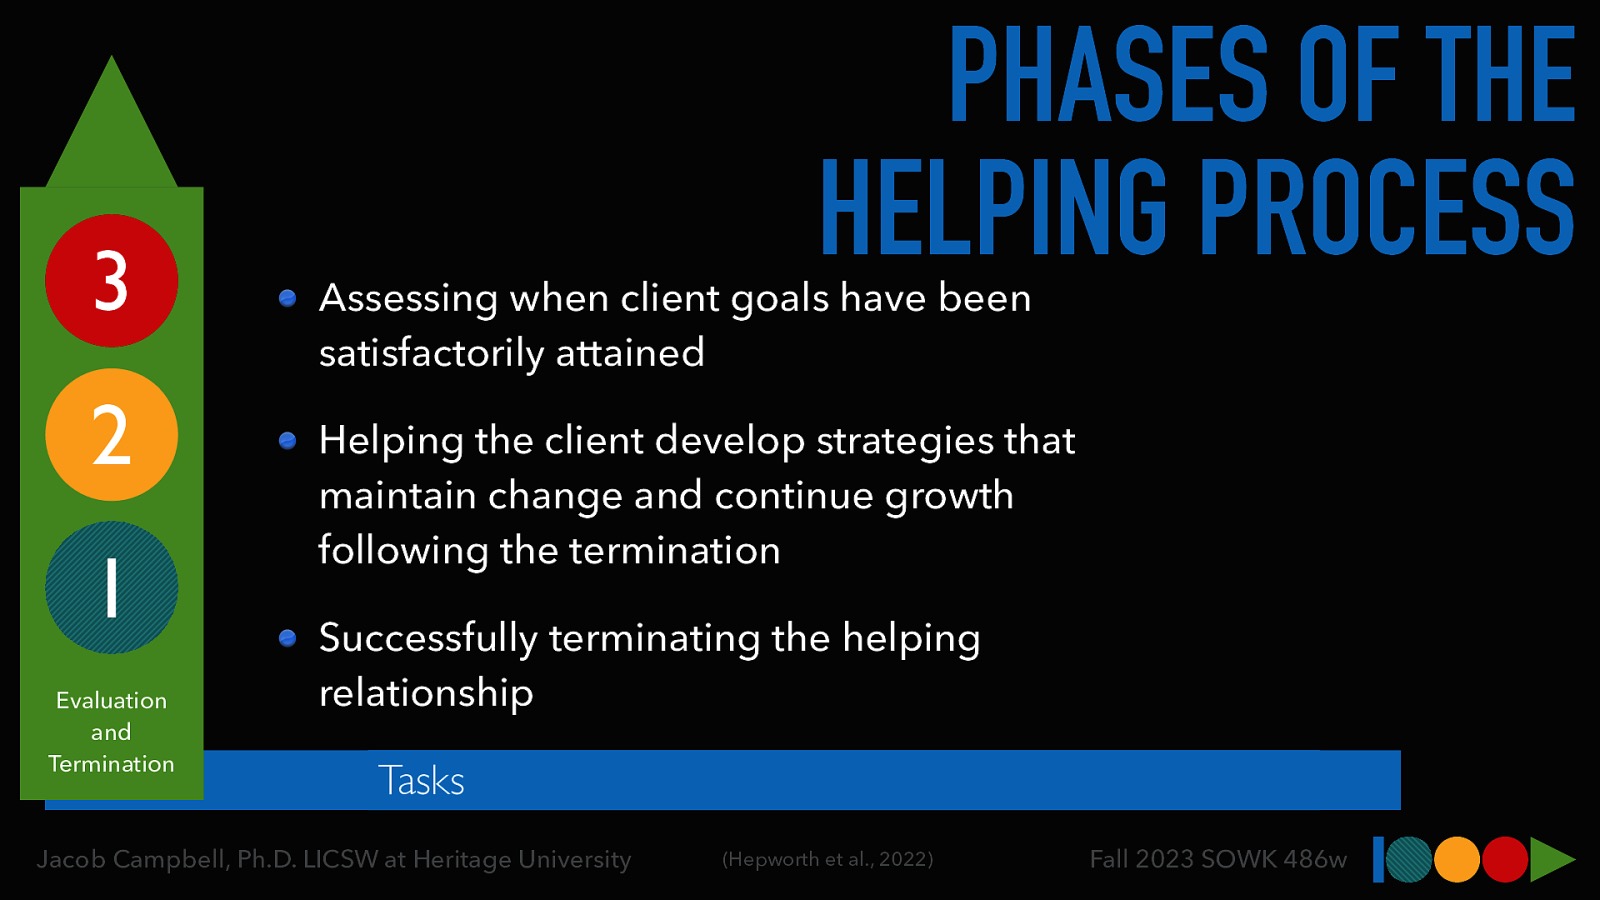 PHASES OF THE
HELPING PROCESS
3
2
1
Evaluation
and
Termination
Assessing when client goals have been
satisfactorily attained
Helping the client develop strategies that
maintain change and continue growth
following the termination
Successfully terminating the helping
relationship
Tasks
Jacob Campbell, Ph.D. LICSW at Heritage University
(Hepworth et al., 2022)
Fall 2023 SOWK 486w